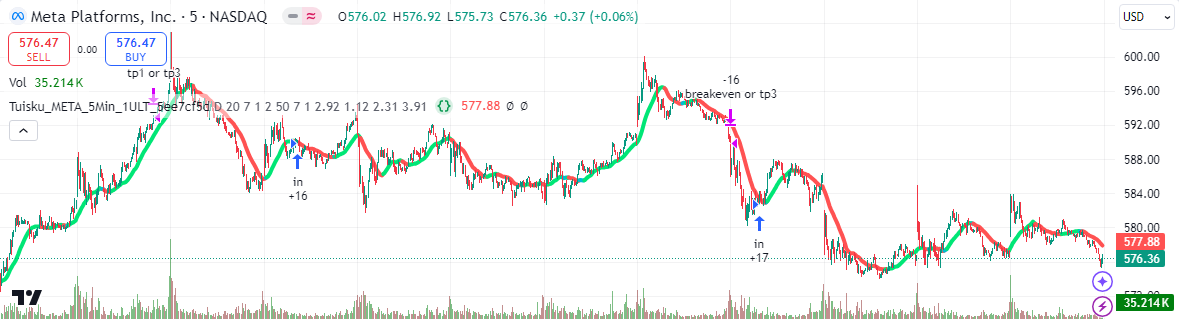 Meta Platforms, Inc. · 5 · NASDAQ O576.02 H576.92 L575.73 C576.36 +0.37 (+0.06%)
USD
576.47 SELL
0.00
576.47 BUY
600.00
tp1 or tp3
Vol 35.214K
-16
breakeven or tp3
596.00
Tuisku_META_5Min_1ULT_5ee7cf5d D 20 7 1 2 50 7 1 2.92 1.12 2.31 3.91 {} 577.88 Ø Ø
592.00
588.00
in
+16
584.00
580.00
in
+17
577.88
576.36
35.214K